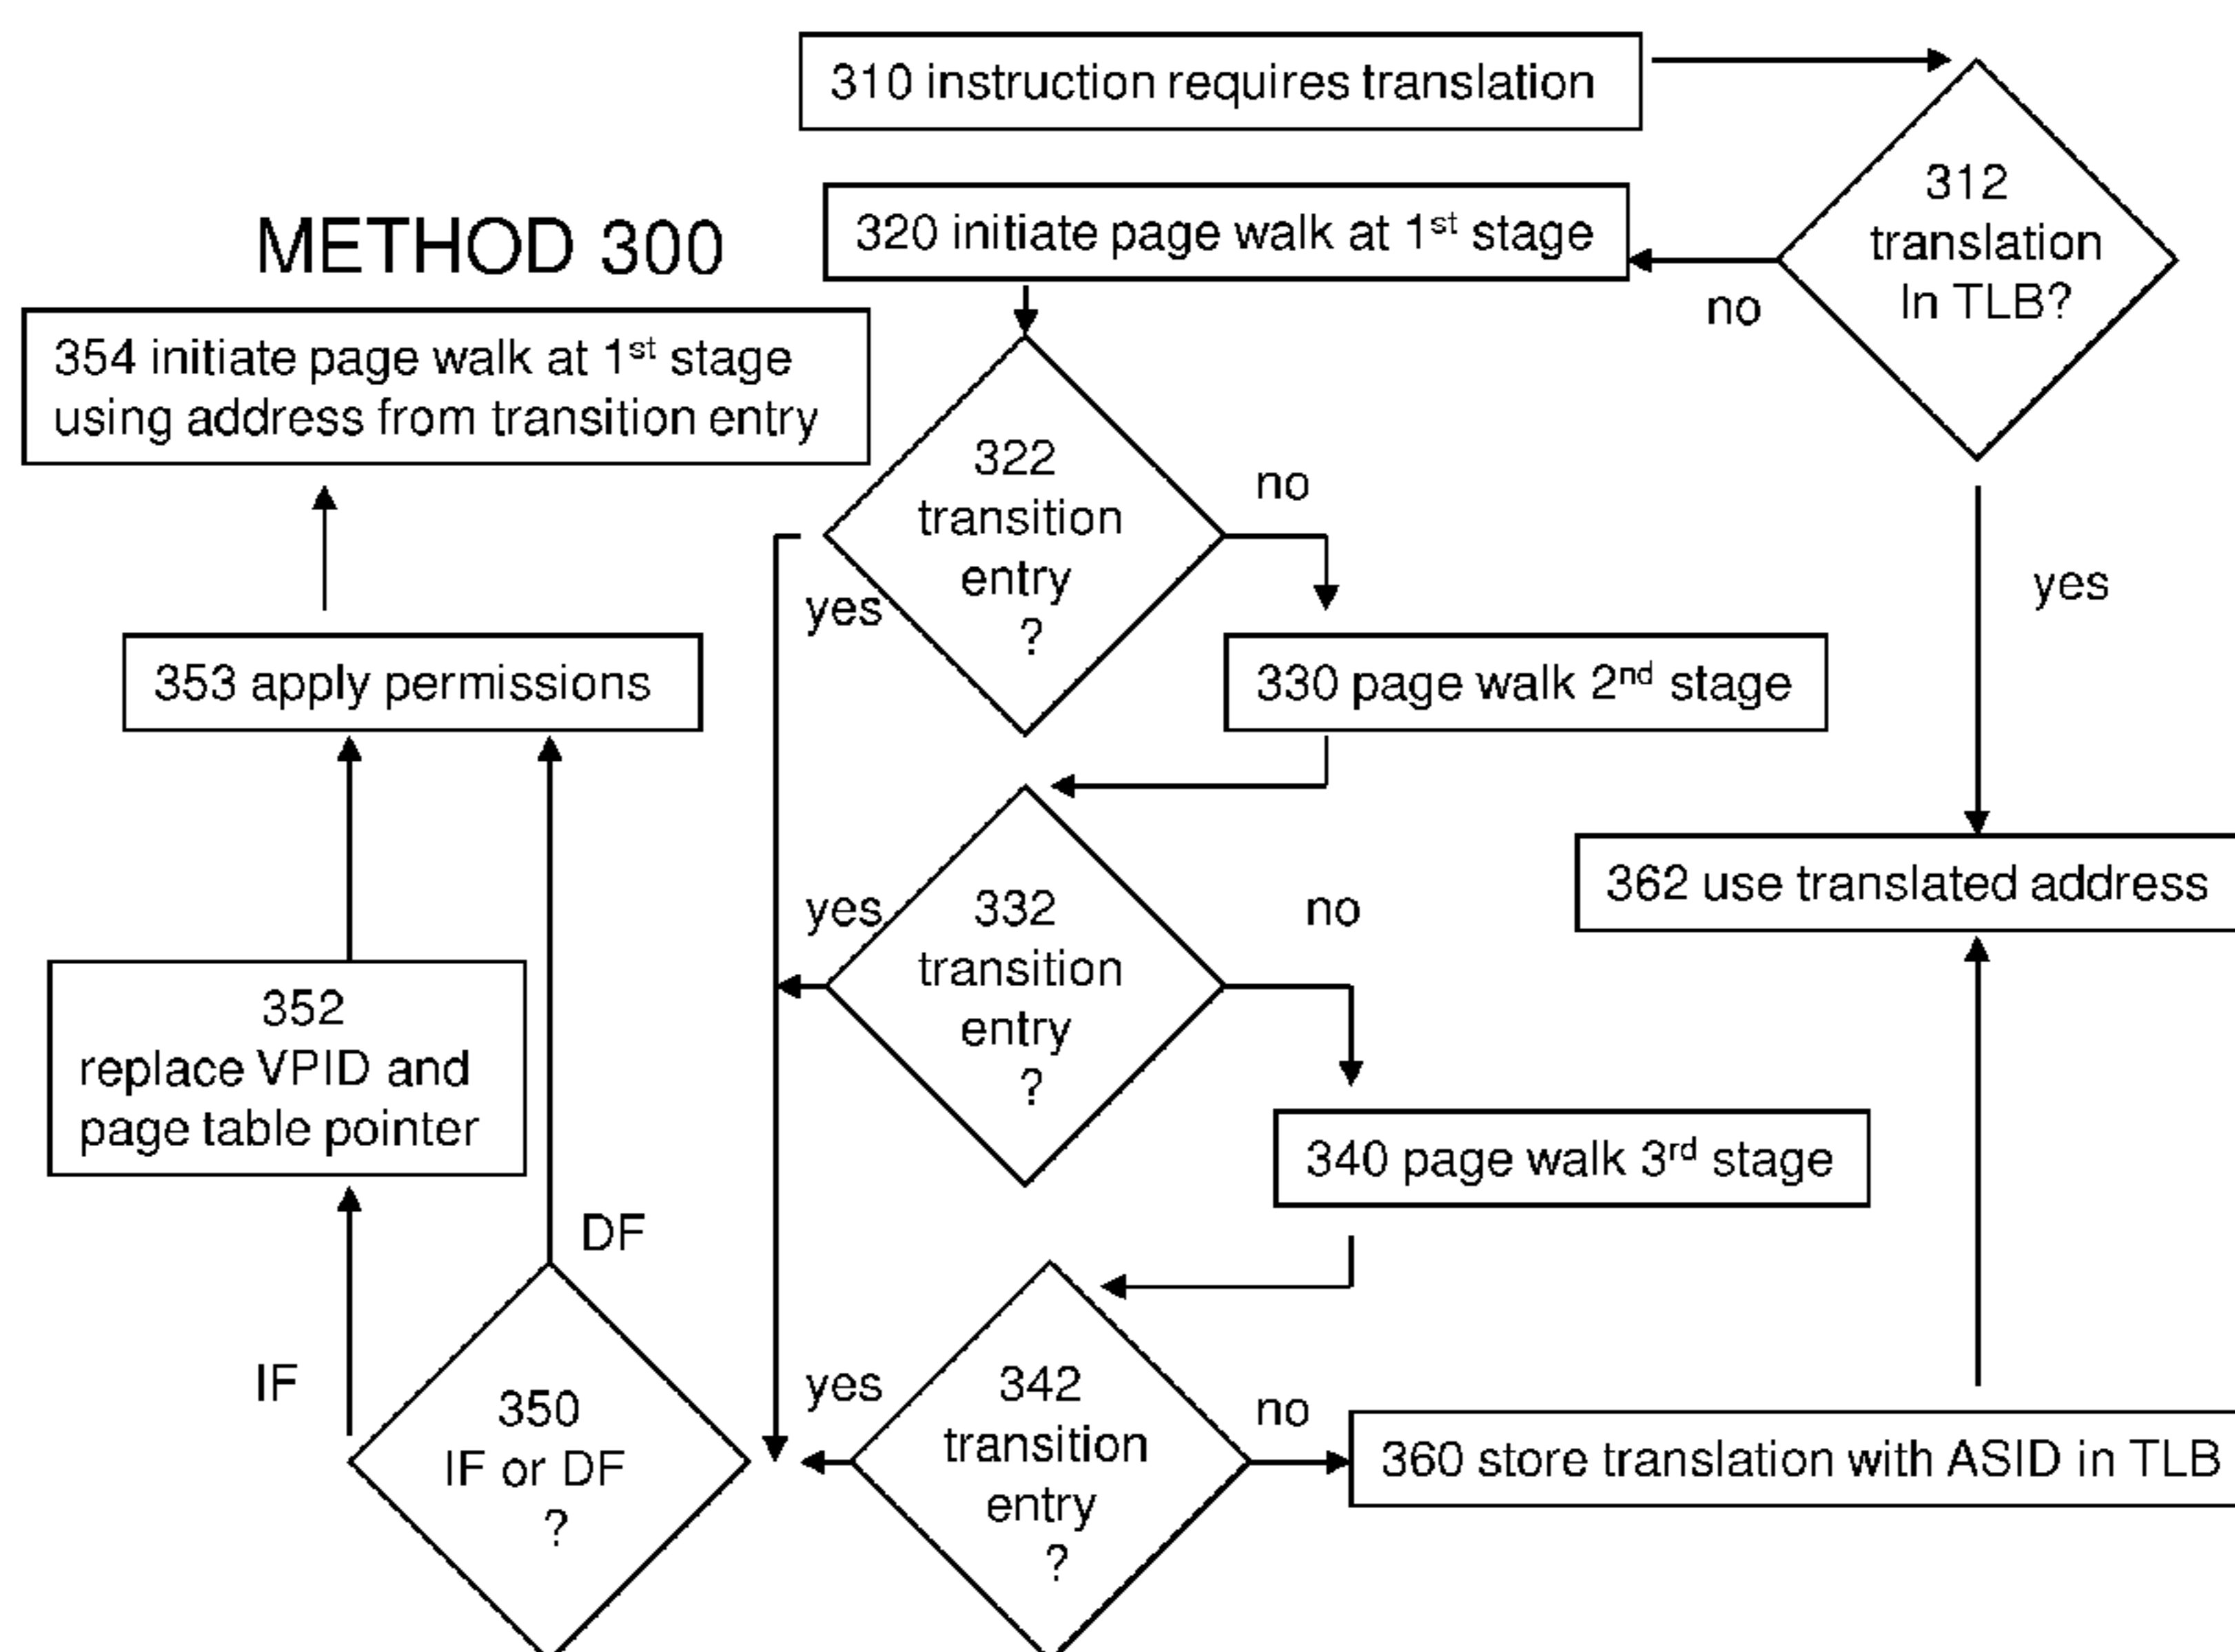 310 instruction requires translation
312
translation
In TLB?
320 initiate page walk at 1st stage
no
METHOD 300
354 initiate page walk at 1st stage
using address from transition entry
322
transition
entry
?
no
yes
yes
353 apply permissions
330 page walk 2nd stage
362 use translated address
332
transition
entry
?
yes
no
352
replace VPID and
page table pointer
340 page walk 3rd stage
DF
IF
350
IF or DF
?
yes
342
transition
entry
?
no
360 store translation with ASID in TLB